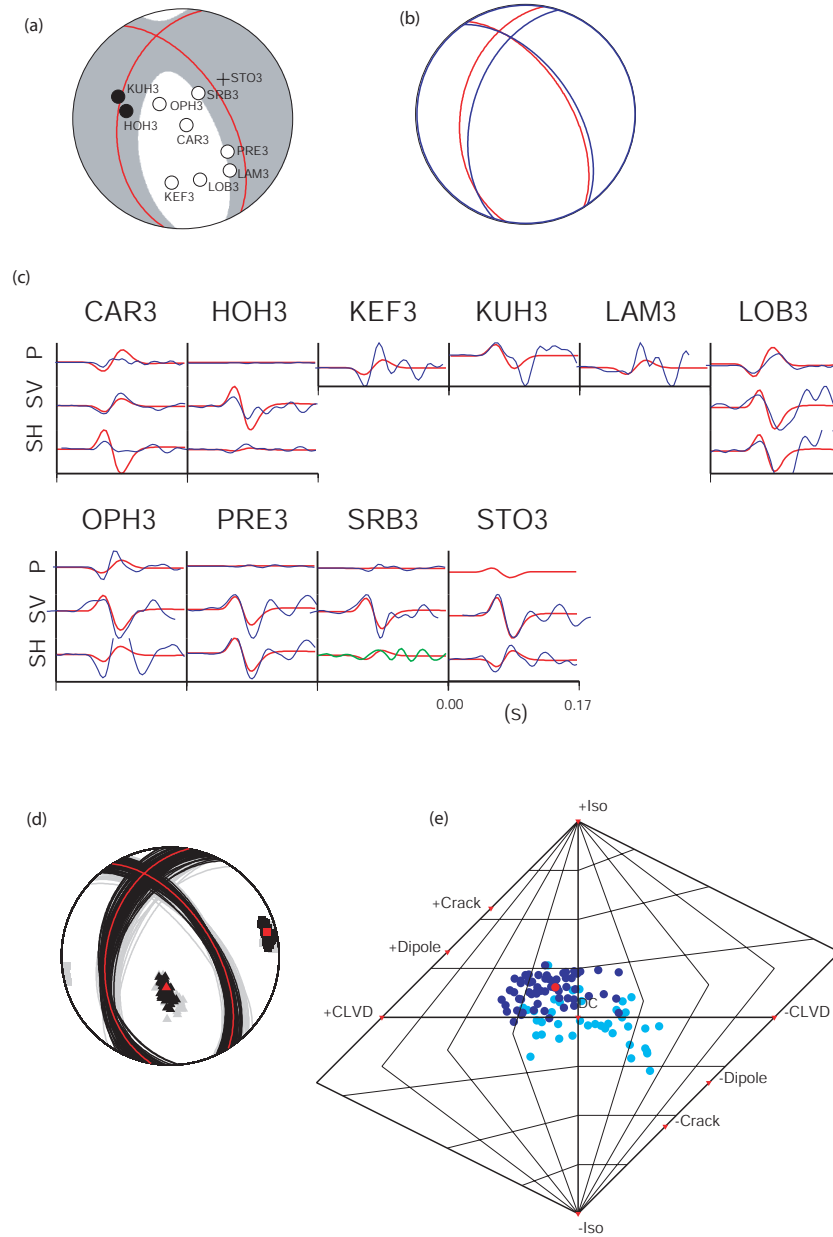 (a)
(b)
STO3
KUH3
SRB3
OPH3
HOH3
CAR3
PRE3
LAM3
LOB3
KEF3
(c)
CAR3 HOH3 KEF3 KUH3 LAM3 LOB3
P
SV
SH
OPH3 PRE3 SRB3 STO3
P
SV
SH
0.00 0.17
(s)
(d)
(e)
+Iso
+Crack
+Dipole
DC
+CLVD
-CLVD
-Dipole
-Crack
-Iso